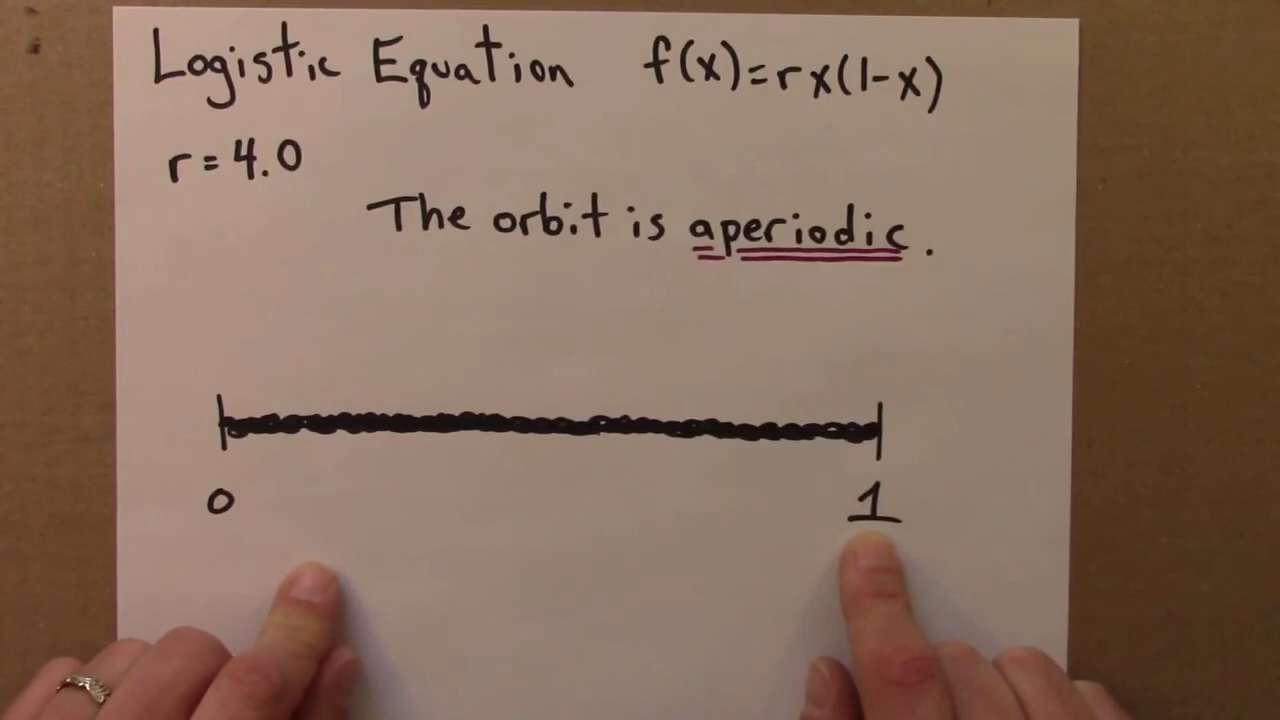 Logistic Equation f(x)=rx(1-x)
r=4.0
The orbit is aperiodic.
0 1